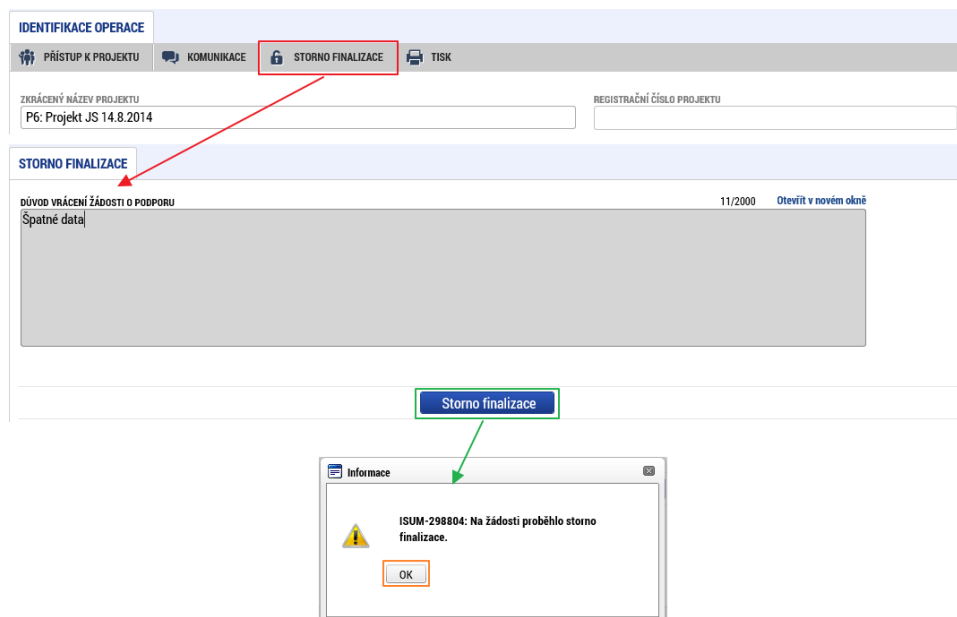 IDENTIFIKACE OPERACE
PŘÍSTUP K PROJEKTU KOMUNIKACE STORNO FINALIZACE TISK
ZKRÁCENÝ NÁZEV PROJEKTU REGISTRAČNÍ ČÍSLO PROJEKTU
P6: Projekt JS 14.8.2014
STORNO FINALIZACE
DŮVOD VRÁCENÍ ŽÁDOSTI O PODPORU 11/2000 Otevřít v novém okně
Špatné data
Storno finalizace
Informace
ISUM-298804: Na žádosti proběhlo storno
finalizace.
OK